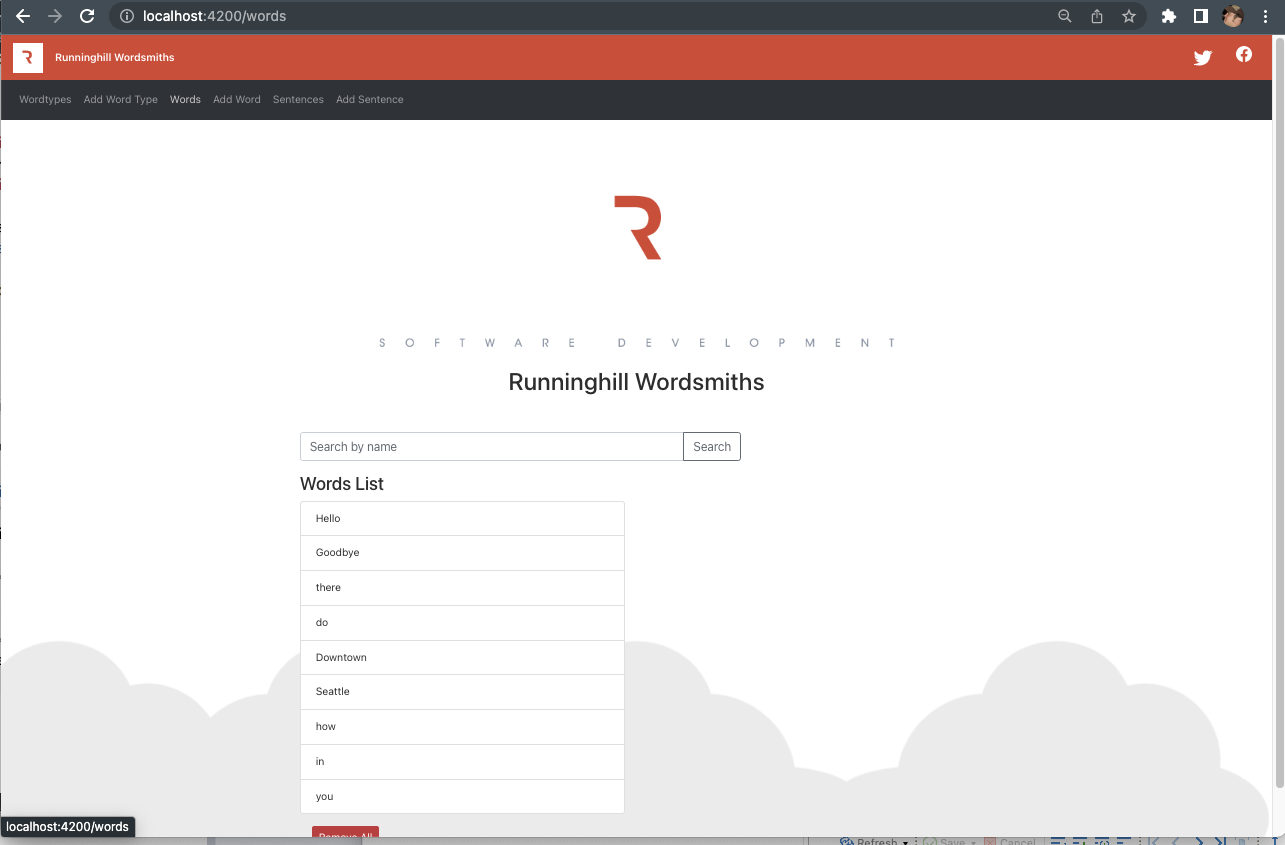 localhost:4200/words
Runninghill Wordsmiths
Wordtypes Add Word Type Words Add Word Sentences Add Sentence
SOFTWARE DEVELOPMENT
Runninghill Wordsmiths
Search by name Search
Words List
Hello
Goodbye
there
do
Downtown
Seattle
how
in
you
Remove All
localhost:4200/words
Refresh Save Cancel